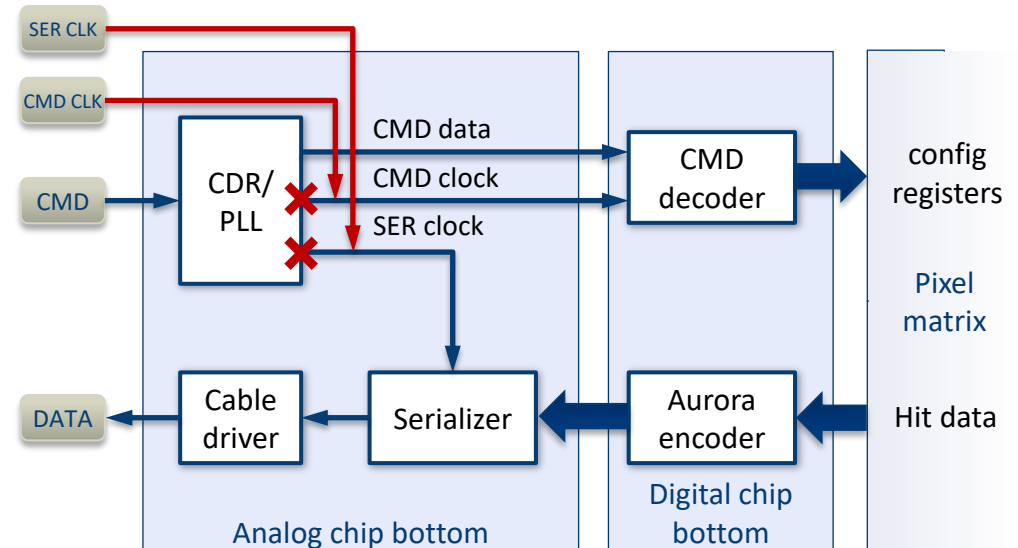 SER CLK
CMD CLK
CMD
DATA
CDR/
PLL
CMD data
CMD clock
SER clock
CMD
decoder
config
registers
Pixel
matrix
Cable
driver
Serializer
Aurora
encoder
Hit data
Analog chip bottom
Digital chip
bottom